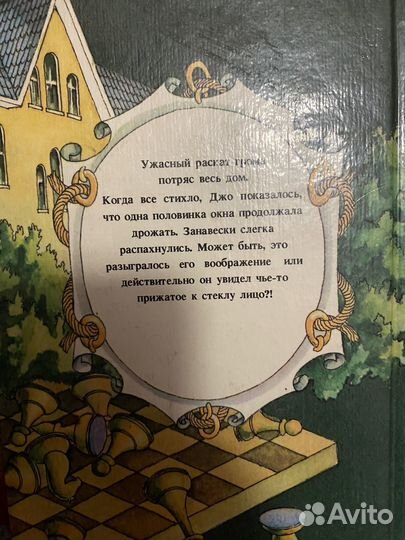 Ужасный раскат грома
потряс весь дом.
Когда все стихло, Джо показалось,
что одна половинка окна продолжала
дрожать. Занавески слегка
распахнулись. Может быть, это
разыгралось его воображение или
действительно он увидел чье-то
прижатое к стеклу лицо?!
Avito